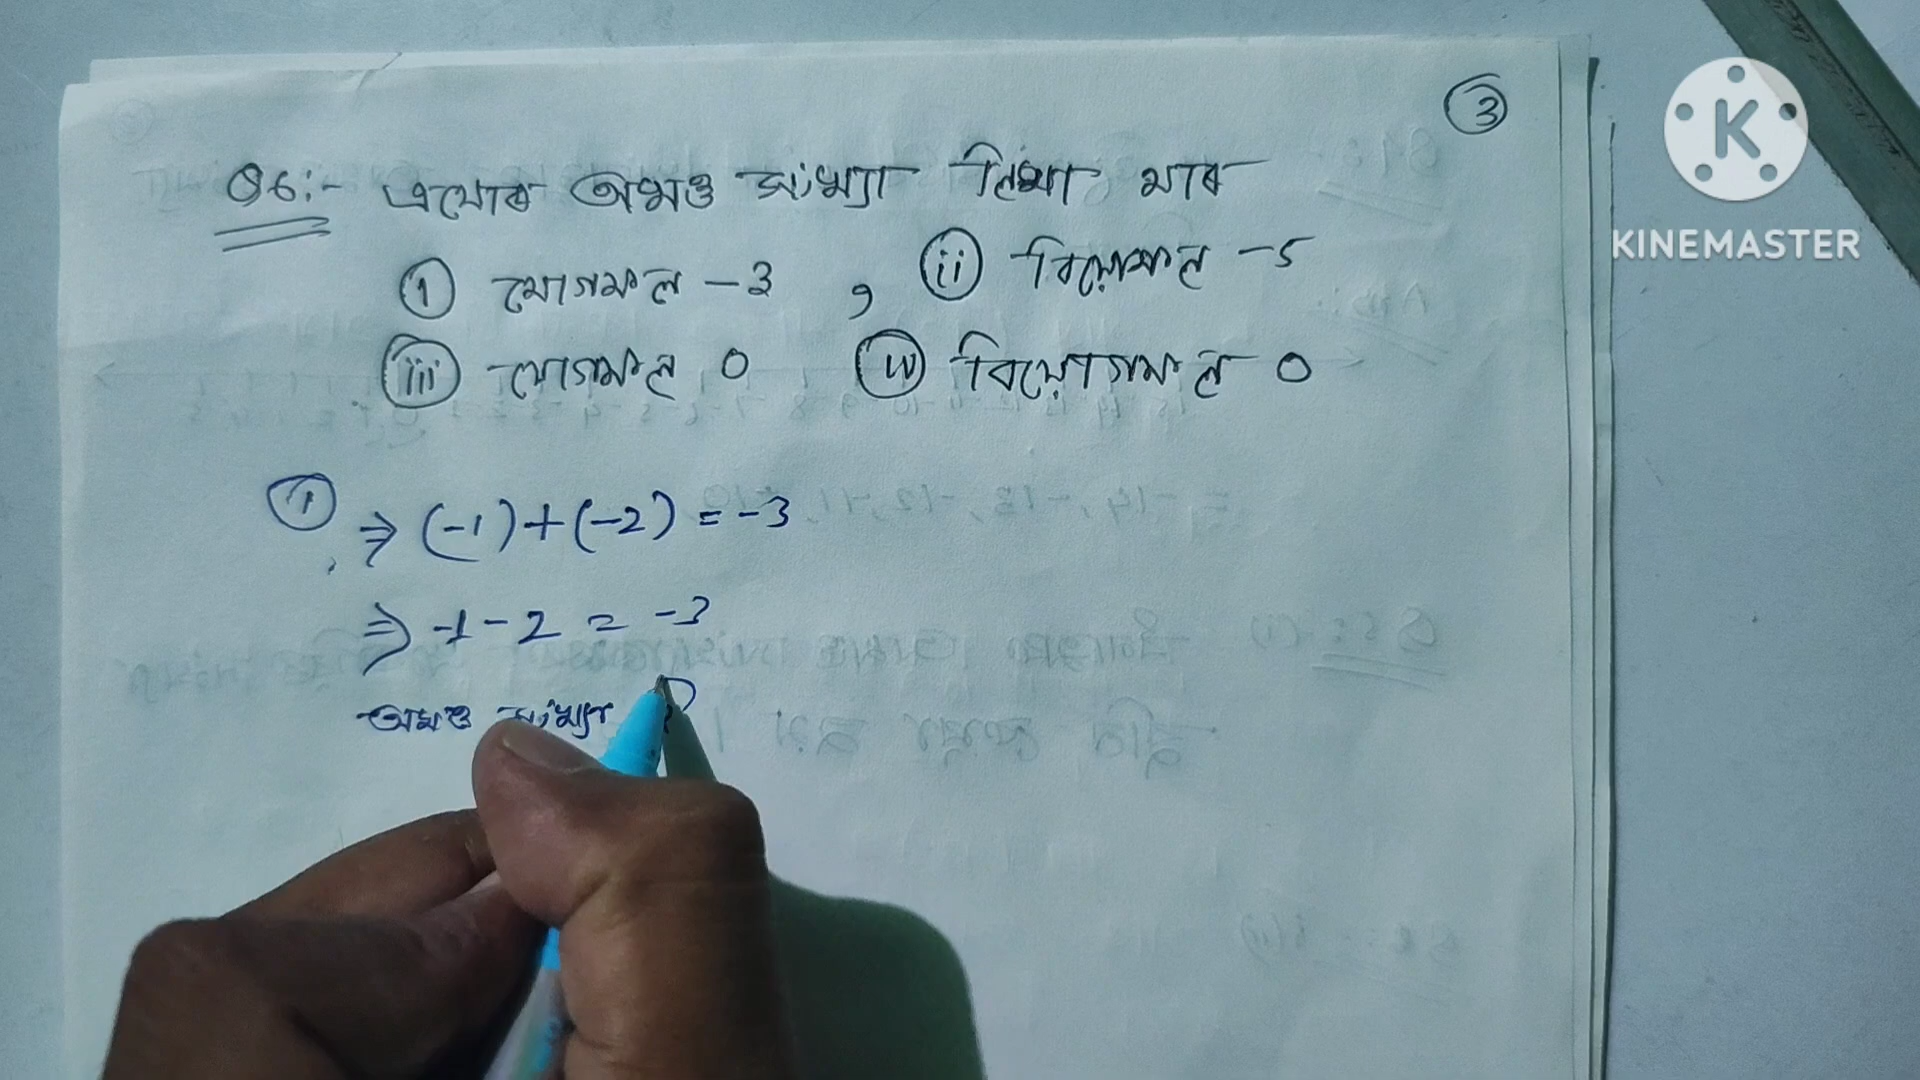 3
Q6:- এযোৰ অখণ্ড সংখ্যা লিখা যাৰ
i যোগফল -3 , ii বিয়োগফল -5
iii যোগফল 0 iv বিয়োগফল 0
i ⇒ (-1)+(-2) = -3
⇒ -1-2 = -3
অখণ্ড সংখ্যা
KINEMASTER